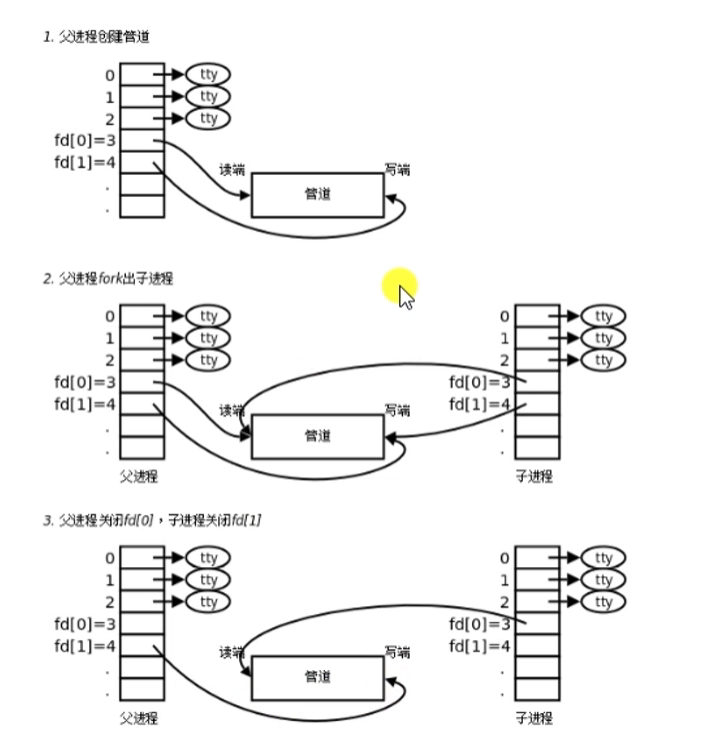 1. 父进程创建管道
0 tty
1 tty
2 tty
fd[0]=3
fd[1]=4
.
.
读端 写端
管道
2. 父进程fork出子进程
0 tty 0 tty
1 tty 1 tty
2 tty 2 tty
fd[0]=3 fd[0]=3
fd[1]=4 读端 写端 fd[1]=4
. 管道 .
. .
父进程 子进程
3. 父进程关闭fd[0]，子进程关闭fd[1]
0 tty 0 tty
1 tty 1 tty
2 tty 2 tty
fd[0]=3 fd[0]=3
fd[1]=4 读端 写端 fd[1]=4
. 管道 .
. .
父进程 子进程